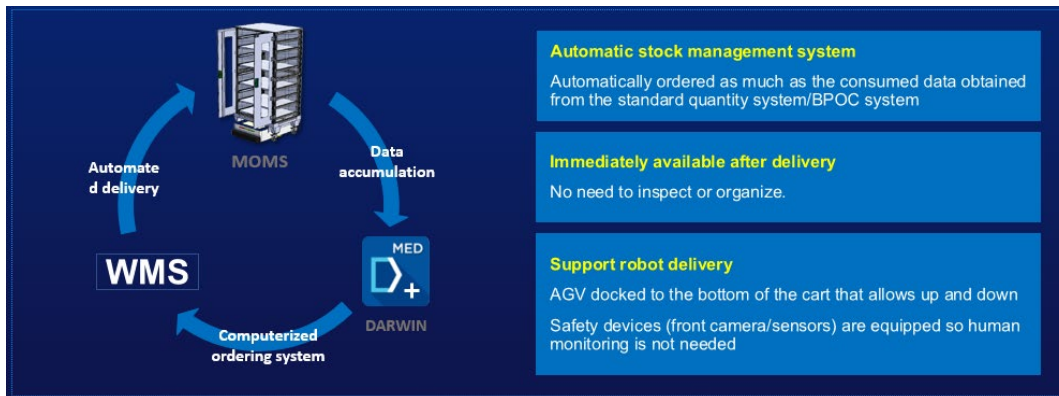 MOMS
Automate
d delivery
Data
accumulation
WMS
MED
DARWIN
Computerized
ordering system
Automatic stock management system
Automatically ordered as much as the consumed data obtained
from the standard quantity system/BPOC system
Immediately available after delivery
No need to inspect or organize.
Support robot delivery
AGV docked to the bottom of the cart that allows up and down
Safety devices (front camera/sensors) are equipped so human
monitoring is not needed